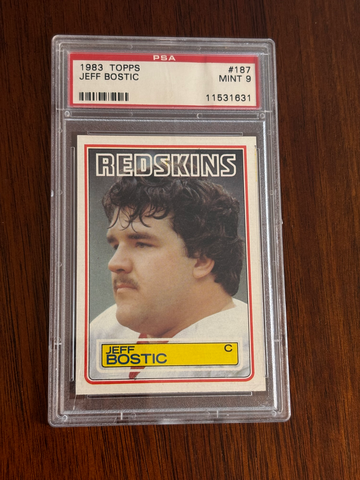 PSA
1983 TOPPS #187
JEFF BOSTIC MINT 9
11531631
REDSKINS
JEFF C
BOSTIC